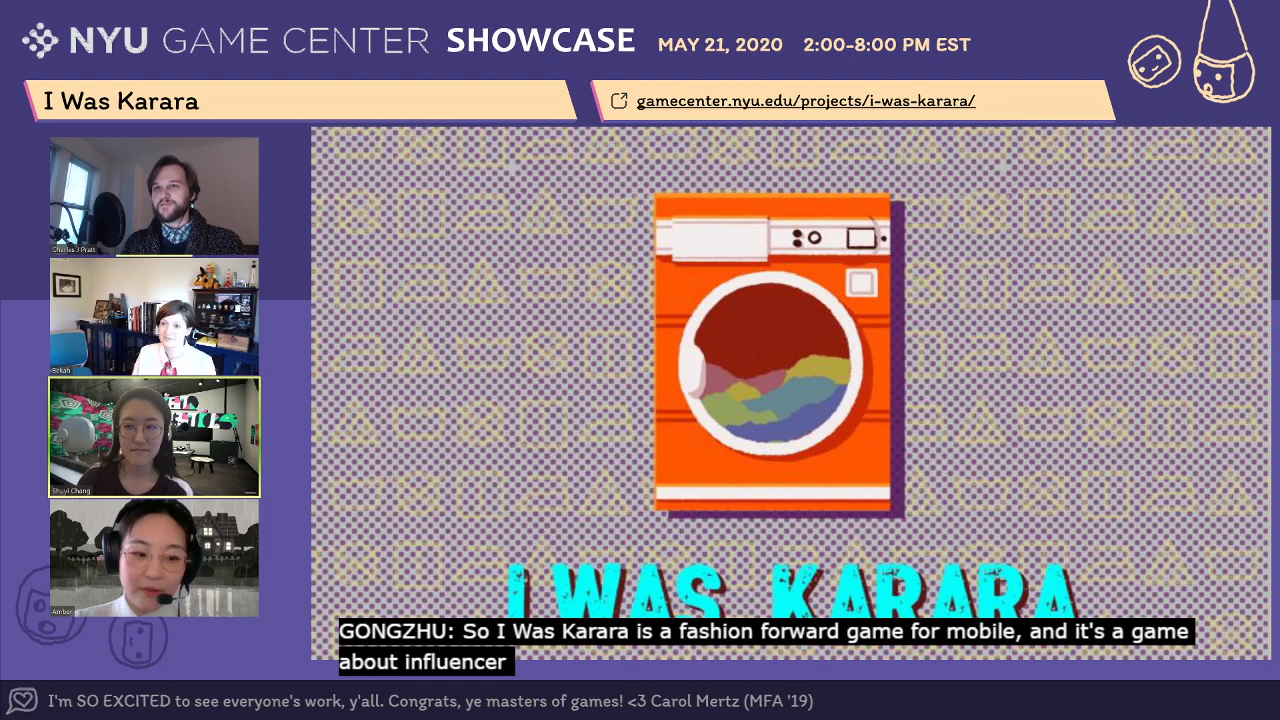 NYU GAME CENTER SHOWCASE MAY 21, 2020 2:00-8:00 PM EST
I Was Karara
gamecenter.nyu.edu/projects/i-was-karara/
Charles J Pratt
Bekah
Shuyi Chang
Amber
I WAS KARARA
GONGZHU: So I Was Karara is a fashion forward game for mobile, and it's a game
about influencer
I'm SO EXCITED to see everyone's work, y'all. Congrats, ye masters of games! <3 Carol Mertz (MFA '19)